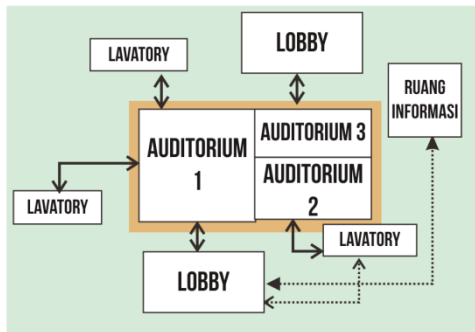 LOBBY
LAVATORY
RUANG
INFORMASI
AUDITORIUM 3
AUDITORIUM
1
AUDITORIUM
2
LAVATORY
LAVATORY
LOBBY